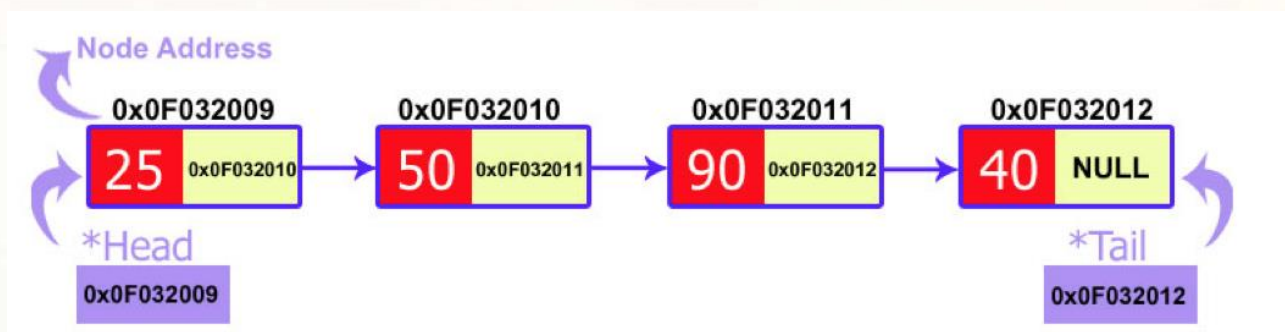 Node Address
0x0F032009 0x0F032010 0x0F032011 0x0F032012
25 0x0F032010 50 0x0F032011 90 0x0F032012 40 NULL
*Head *Tail
0x0F032009 0x0F032012